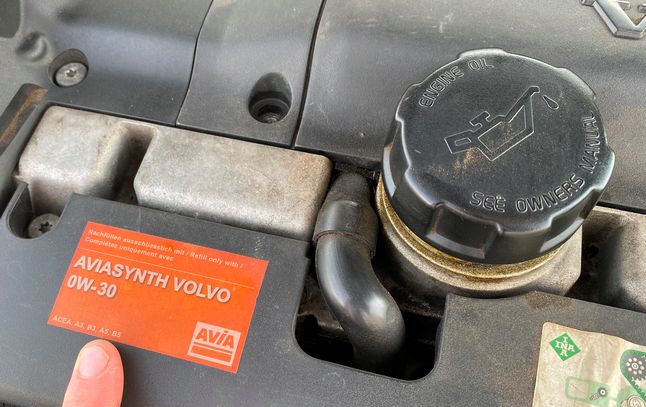 ENGINE OIL
SEE OWNERS MANUAL
Nachfüllen ausschliesslich mit / Refill only with :
Complétez uniquement avec
AVIASYNTH VOLVO
0W-30
ACEA, A3, B3, A5, B5
AVIA
INA